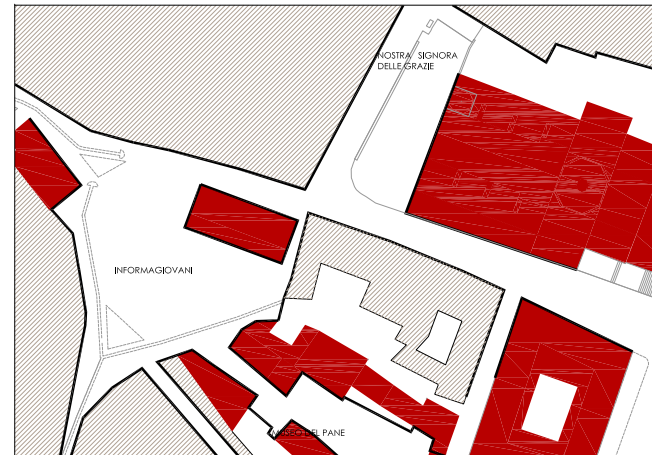 NOSTRA SIGNORA
DELLE GRAZIE
INFORMAGIOVANI
MUSEO DEL PANE